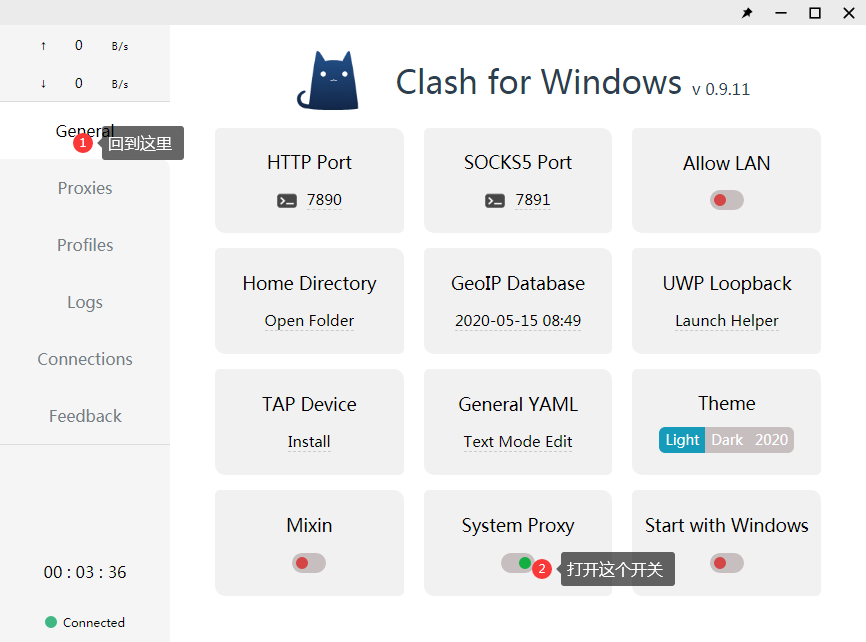 ↑ 0 B/s
↓ 0 B/s
General
1 回到这里
Proxies
Profiles
Logs
Connections
Feedback
00 : 03 : 36
Connected
Clash for Windows v 0.9.11
HTTP Port
7890
SOCKS5 Port
7891
Allow LAN
Home Directory
Open Folder
GeoIP Database
2020-05-15 08:49
UWP Loopback
Launch Helper
TAP Device
Install
General YAML
Text Mode Edit
Theme
Light Dark 2020
Mixin
System Proxy
2 打开这个开关
Start with Windows